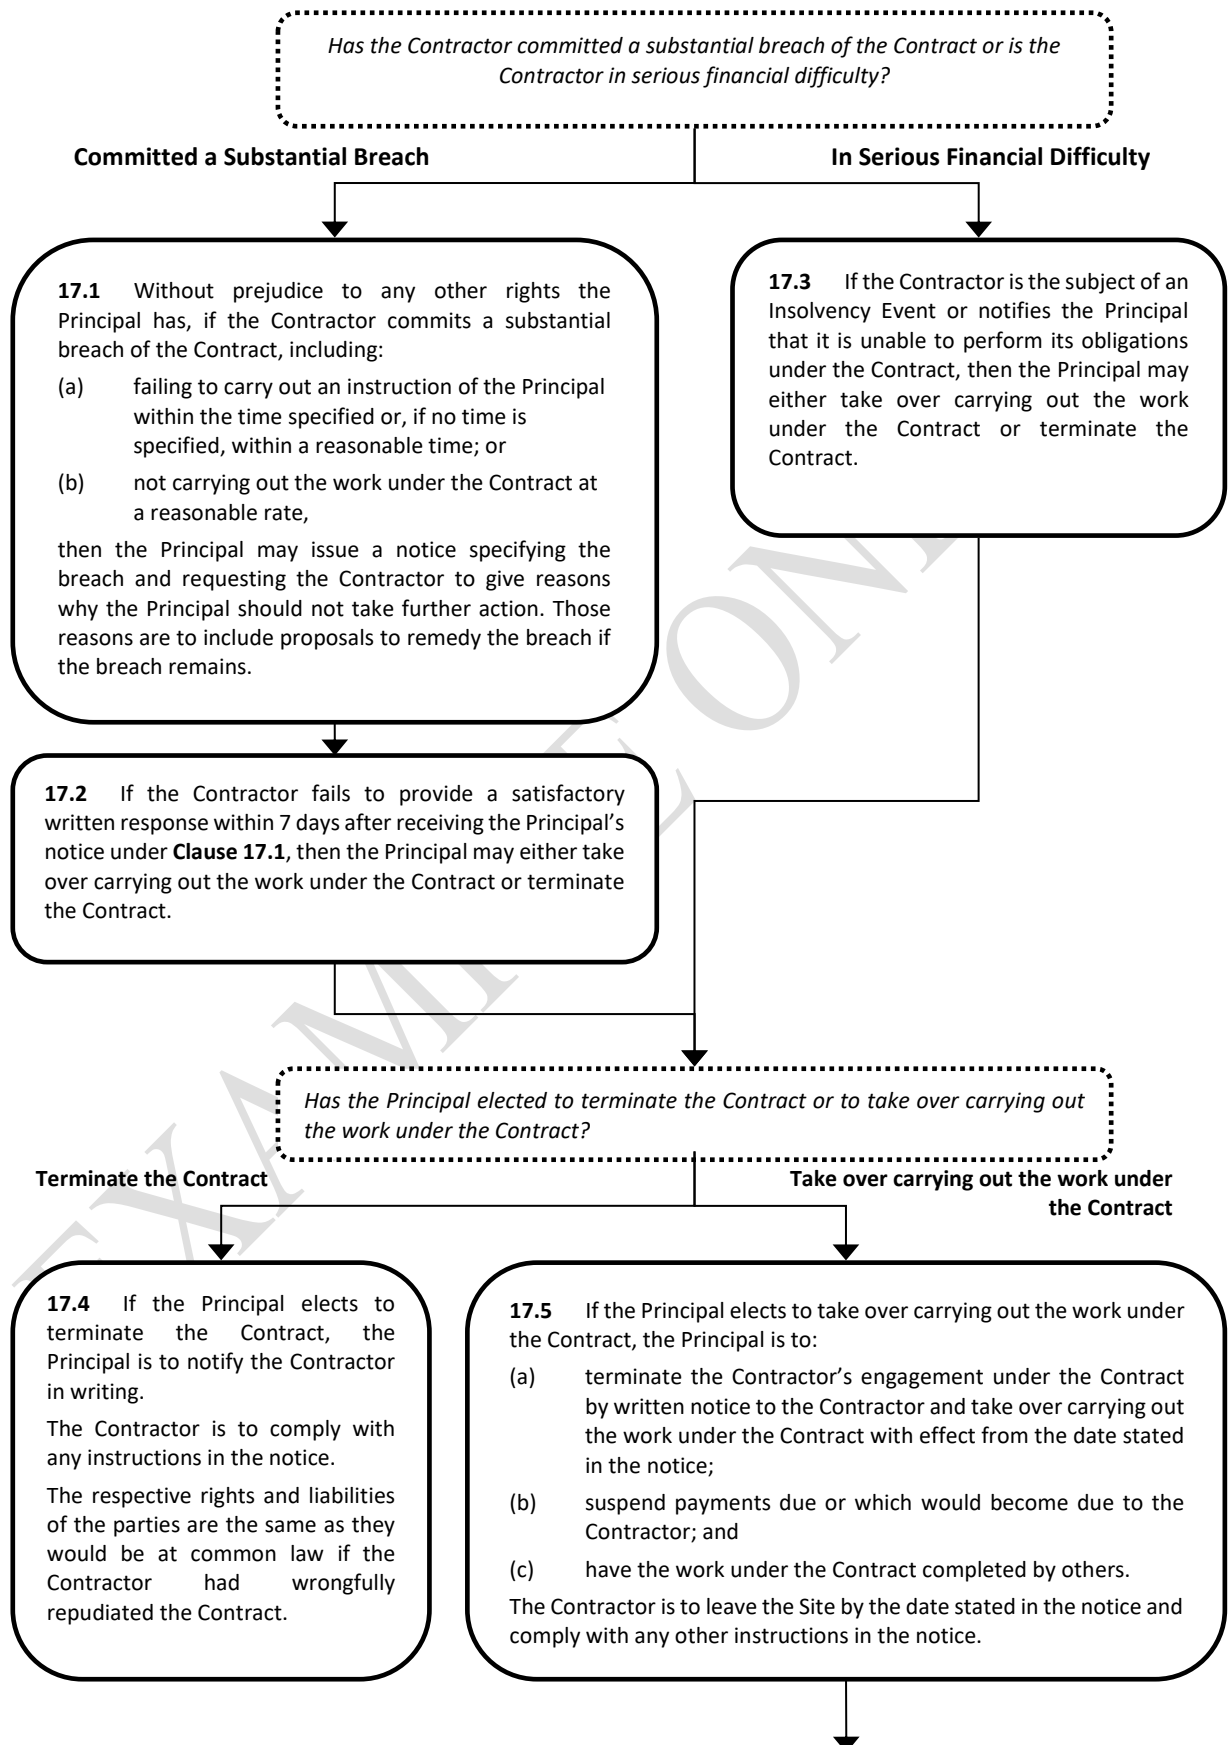 Has the Contractor committed a substantial breach of the Contract or is the
Contractor in serious financial difficulty?
Committed a Substantial Breach
In Serious Financial Difficulty
17.1 Without prejudice to any other rights the
Principal has, if the Contractor commits a substantial
breach of the Contract, including:
(a) failing to carry out an instruction of the Principal
within the time specified or, if no time is
specified, within a reasonable time; or
(b) not carrying out the work under the Contract at
a reasonable rate,
then the Principal may issue a notice specifying the
breach and requesting the Contractor to give reasons
why the Principal should not take further action. Those
reasons are to include proposals to remedy the breach if
the breach remains.
17.3 If the Contractor is the subject of an
Insolvency Event or notifies the Principal
that it is unable to perform its obligations
under the Contract, then the Principal may
either take over carrying out the work
under the Contract or terminate the
Contract.
17.2 If the Contractor fails to provide a satisfactory
written response within 7 days after receiving the Principal’s
notice under Clause 17.1, then the Principal may either take
over carrying out the work under the Contract or terminate
the Contract.
Has the Principal elected to terminate the Contract or to take over carrying out
the work under the Contract?
Terminate the Contract
Take over carrying out the work under
the Contract
17.4 If the Principal elects to
terminate the Contract, the
Principal is to notify the Contractor
in writing.
The Contractor is to comply with
any instructions in the notice.
The respective rights and liabilities
of the parties are the same as they
would be at common law if the
Contractor had wrongfully
repudiated the Contract.
17.5 If the Principal elects to take over carrying out the work under
the Contract, the Principal is to:
(a) terminate the Contractor’s engagement under the Contract
by written notice to the Contractor and take over carrying out
the work under the Contract with effect from the date stated
in the notice;
(b) suspend payments due or which would become due to the
Contractor; and
(c) have the work under the Contract completed by others.
The Contractor is to leave the Site by the date stated in the notice and
comply with any other instructions in the notice.